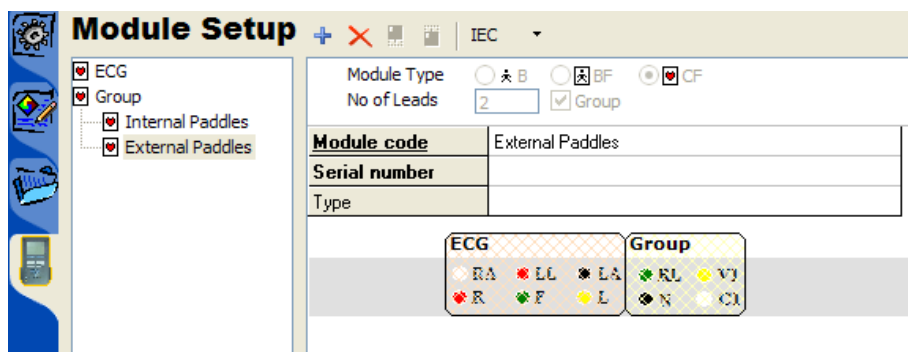 Module Setup IEC
ECG
Group
Internal Paddles
External Paddles
Module Type B BF CF
No of Leads 2 Group
Module code External Paddles
Serial number
Type
ECG Group
RA LL LA RL V1
R F L N C1